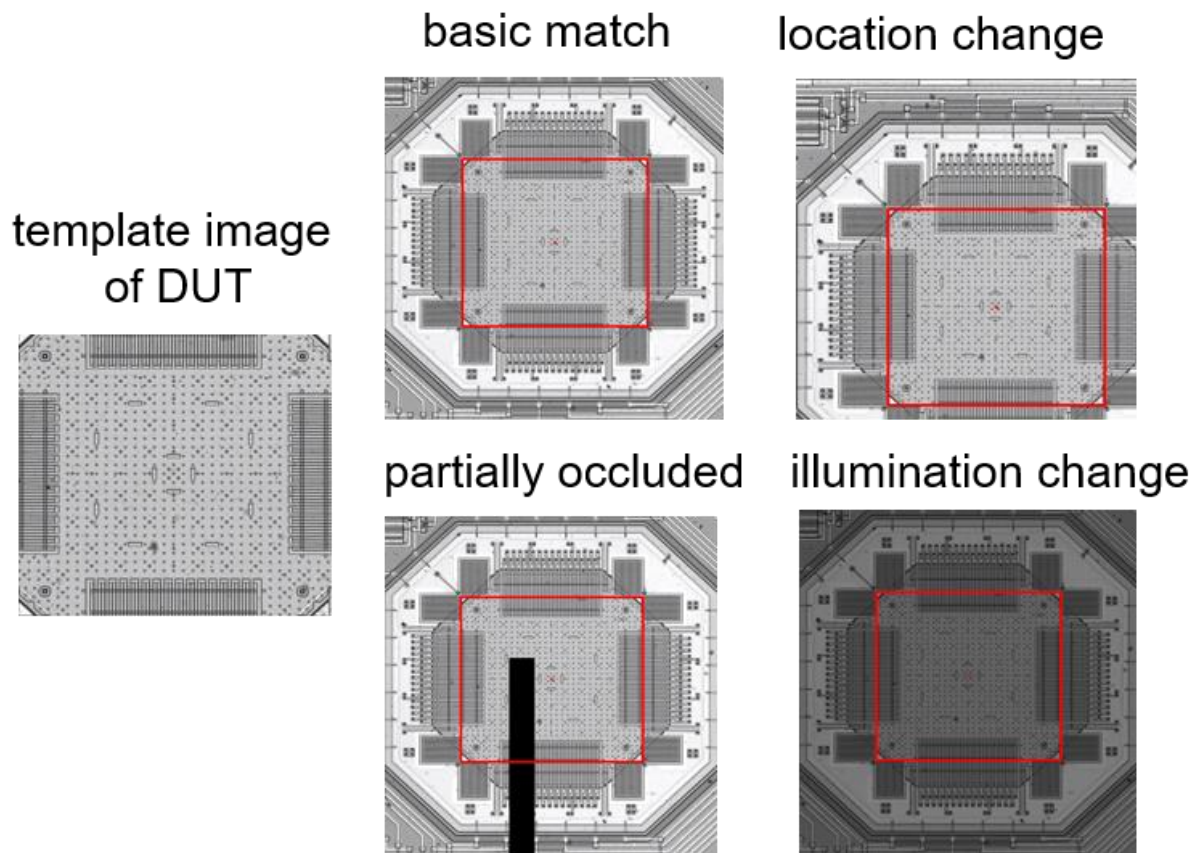 basic match
location change
template image
of DUT
partially occluded
illumination change